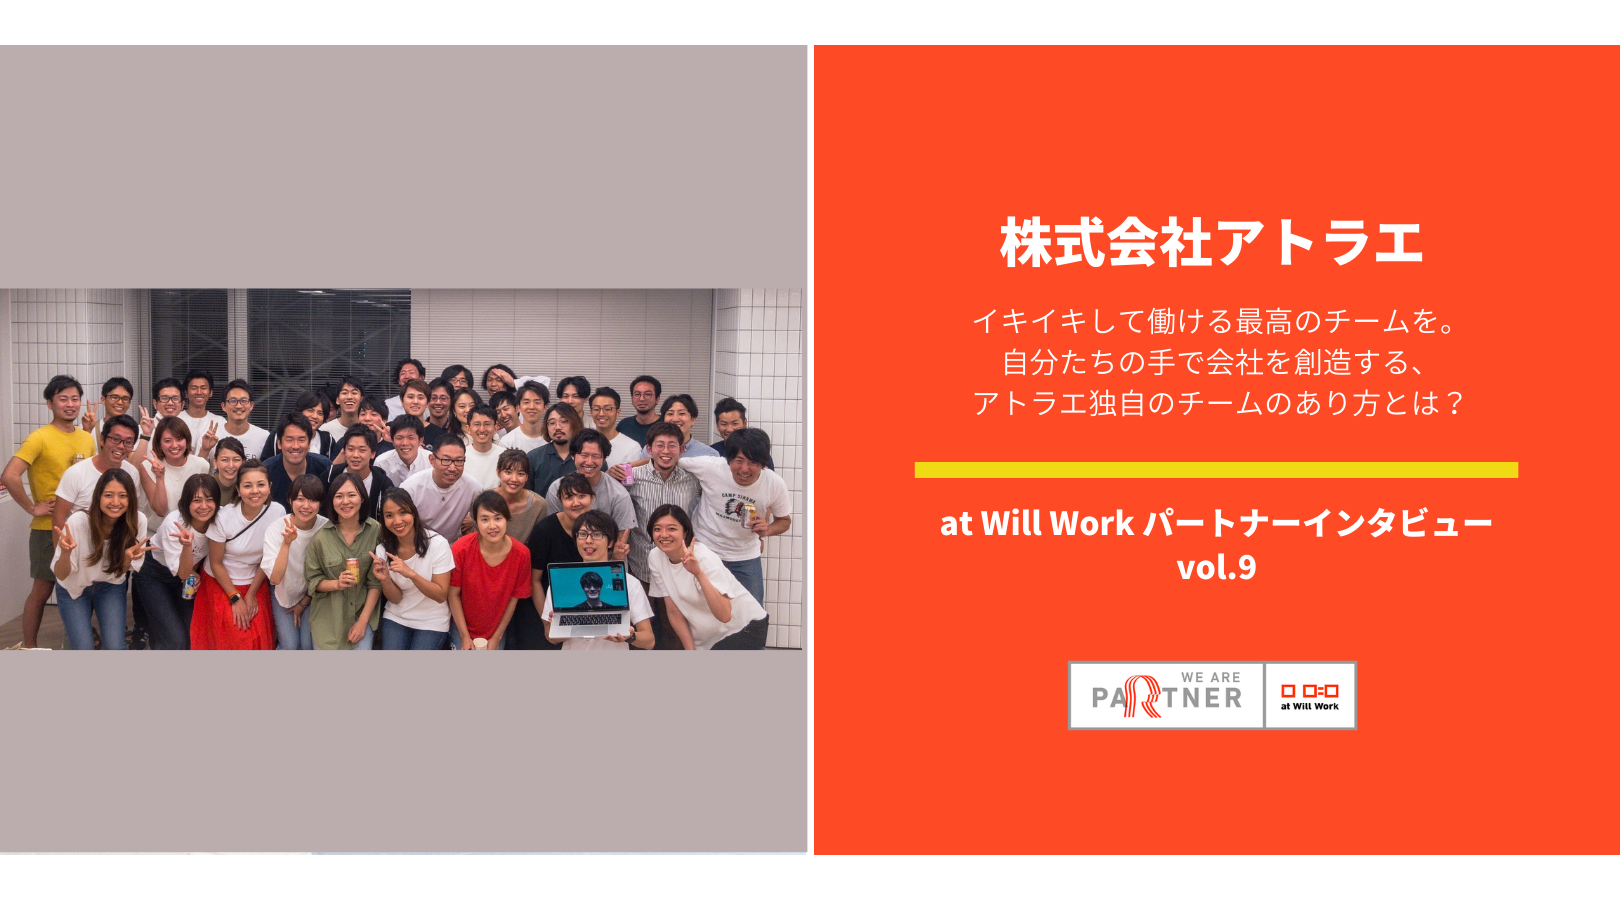 株式会社アトラエ
イキイキして働ける最高のチームを。
自分たちの手で会社を創造する、
アトラエ独自のチームのあり方とは？
at Will Work パートナーインタビュー
vol.9
WE ARE
PARTNER
at Will Work